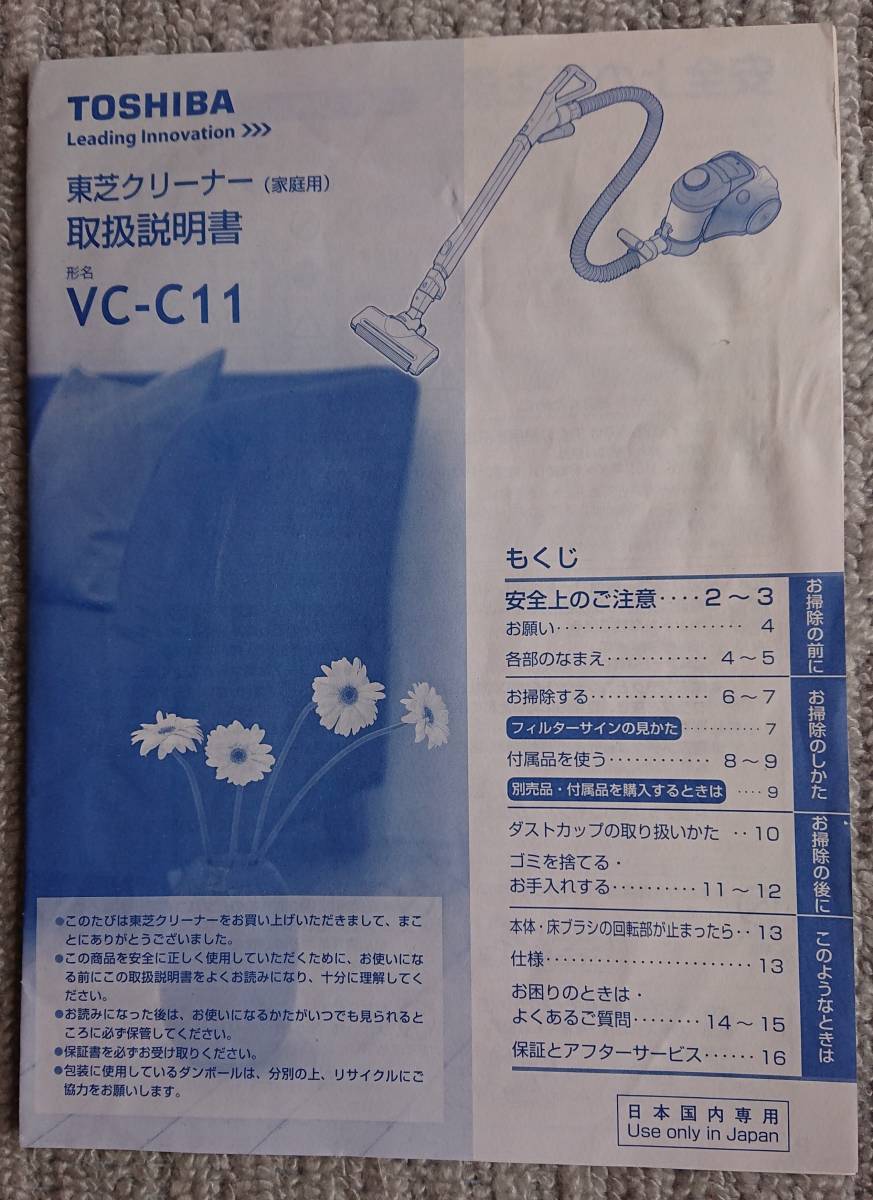 TOSHIBA
Leading Innovation >>>
東芝クリーナー（家庭用）
取扱説明書
形名
VC-C11
もくじ
安全上のご注意････2～3
お願い･･････････････････････ 4
各部のなまえ････････････ 4～5
お掃除の前に
お掃除する･･････････････ 6～7
フィルターサインの見かた ････････････7
付属品を使う････････････ 8～9
別売品・付属品を購入するときは ････9
お掃除のしかた
ダストカップの取り扱いかた ･･10
ゴミを捨てる・
お手入れする･･････････11～12
お掃除の後に
本体・床ブラシの回転部が止まったら･･13
仕様････････････････････････13
お困りのときは・
よくあるご質問････････14～15
保証とアフターサービス･･････16
このようなときは
●このたびは東芝クリーナーをお買い上げいただきまして、まこ
とにありがとうございました。
●この商品を安全に正しく使用していただくために、お使いにな
る前にこの取扱説明書をよくお読みになり、十分に理解してく
ださい。
●お読みになった後は、お使いになるかたがいつでも見られると
ころに必ず保管してください。
●保証書を必ずお受け取りください。
●包装に使用しているダンボールは、分別の上、リサイクルにご
協力をお願いします。
日本国内専用
Use only in Japan